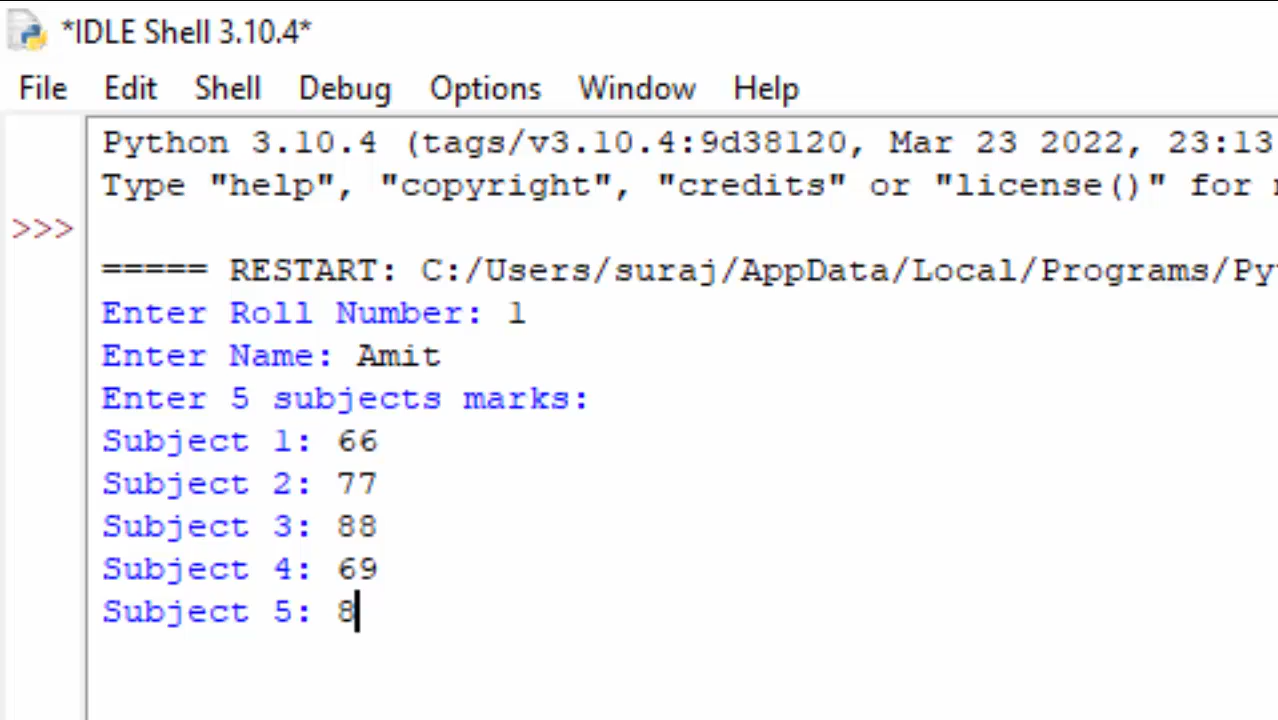 *IDLE Shell 3.10.4*
File Edit Shell Debug Options Window Help
Python 3.10.4 (tags/v3.10.4:9d38120, Mar 23 2022, 23:13
Type "help", "copyright", "credits" or "license()" for
>>>
===== RESTART: C:/Users/suraj/AppData/Local/Programs/Py
Enter Roll Number: 1
Enter Name: Amit
Enter 5 subjects marks:
Subject 1: 66
Subject 2: 77
Subject 3: 88
Subject 4: 69
Subject 5: 8